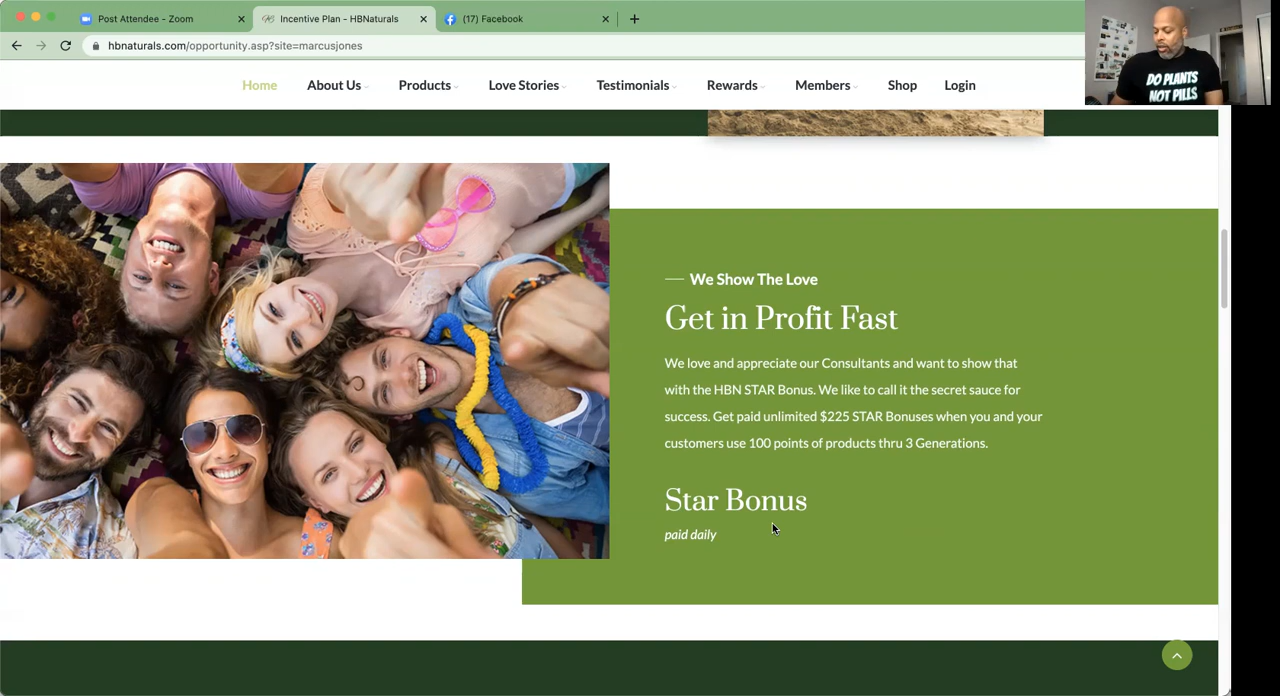 Post Attendee - Zoom
Incentive Plan - HBNaturals
(17) Facebook
hbnaturals.com/opportunity.asp?site=marcusjones
DO PLANTS
NOT PILLS
Home About Us Products Love Stories Testimonials Rewards Members Shop Login
We Show The Love
Get in Profit Fast
We love and appreciate our Consultants and want to show that
with the HBN STAR Bonus. We like to call it the secret sauce for
success. Get paid unlimited $225 STAR Bonuses when you and your
customers use 100 points of products thru 3 Generations.
Star Bonus
paid daily